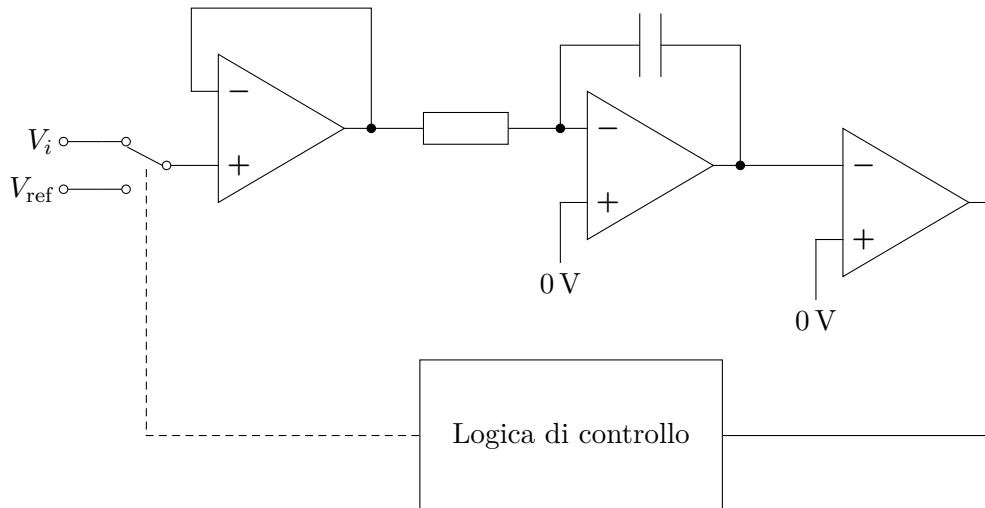 V_i
V_ref
−
+
−
+
0 V
−
+
0 V
Logica di controllo